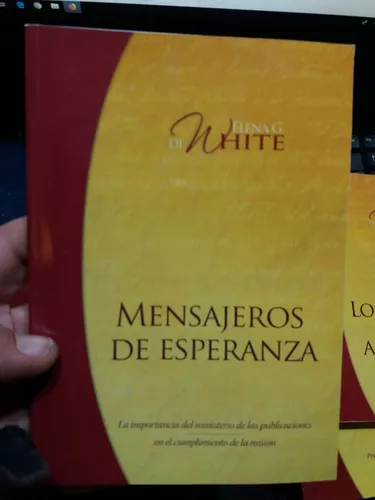 ELENA G.
DE WHITE
MENSAJEROS
DE ESPERANZA
La importancia del ministerio de las publicaciones
en el cumplimiento de la misión
LO
A